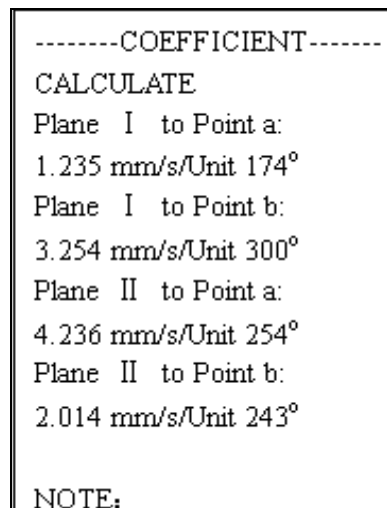 --------COEFFICIENT-------
CALCULATE
Plane Ⅰ to Point a:
1.235 mm/s/Unit 174°
Plane Ⅰ to Point b:
3.254 mm/s/Unit 300°
Plane Ⅱ to Point a:
4.236 mm/s/Unit 254°
Plane Ⅱ to Point b:
2.014 mm/s/Unit 243°
NOTE: